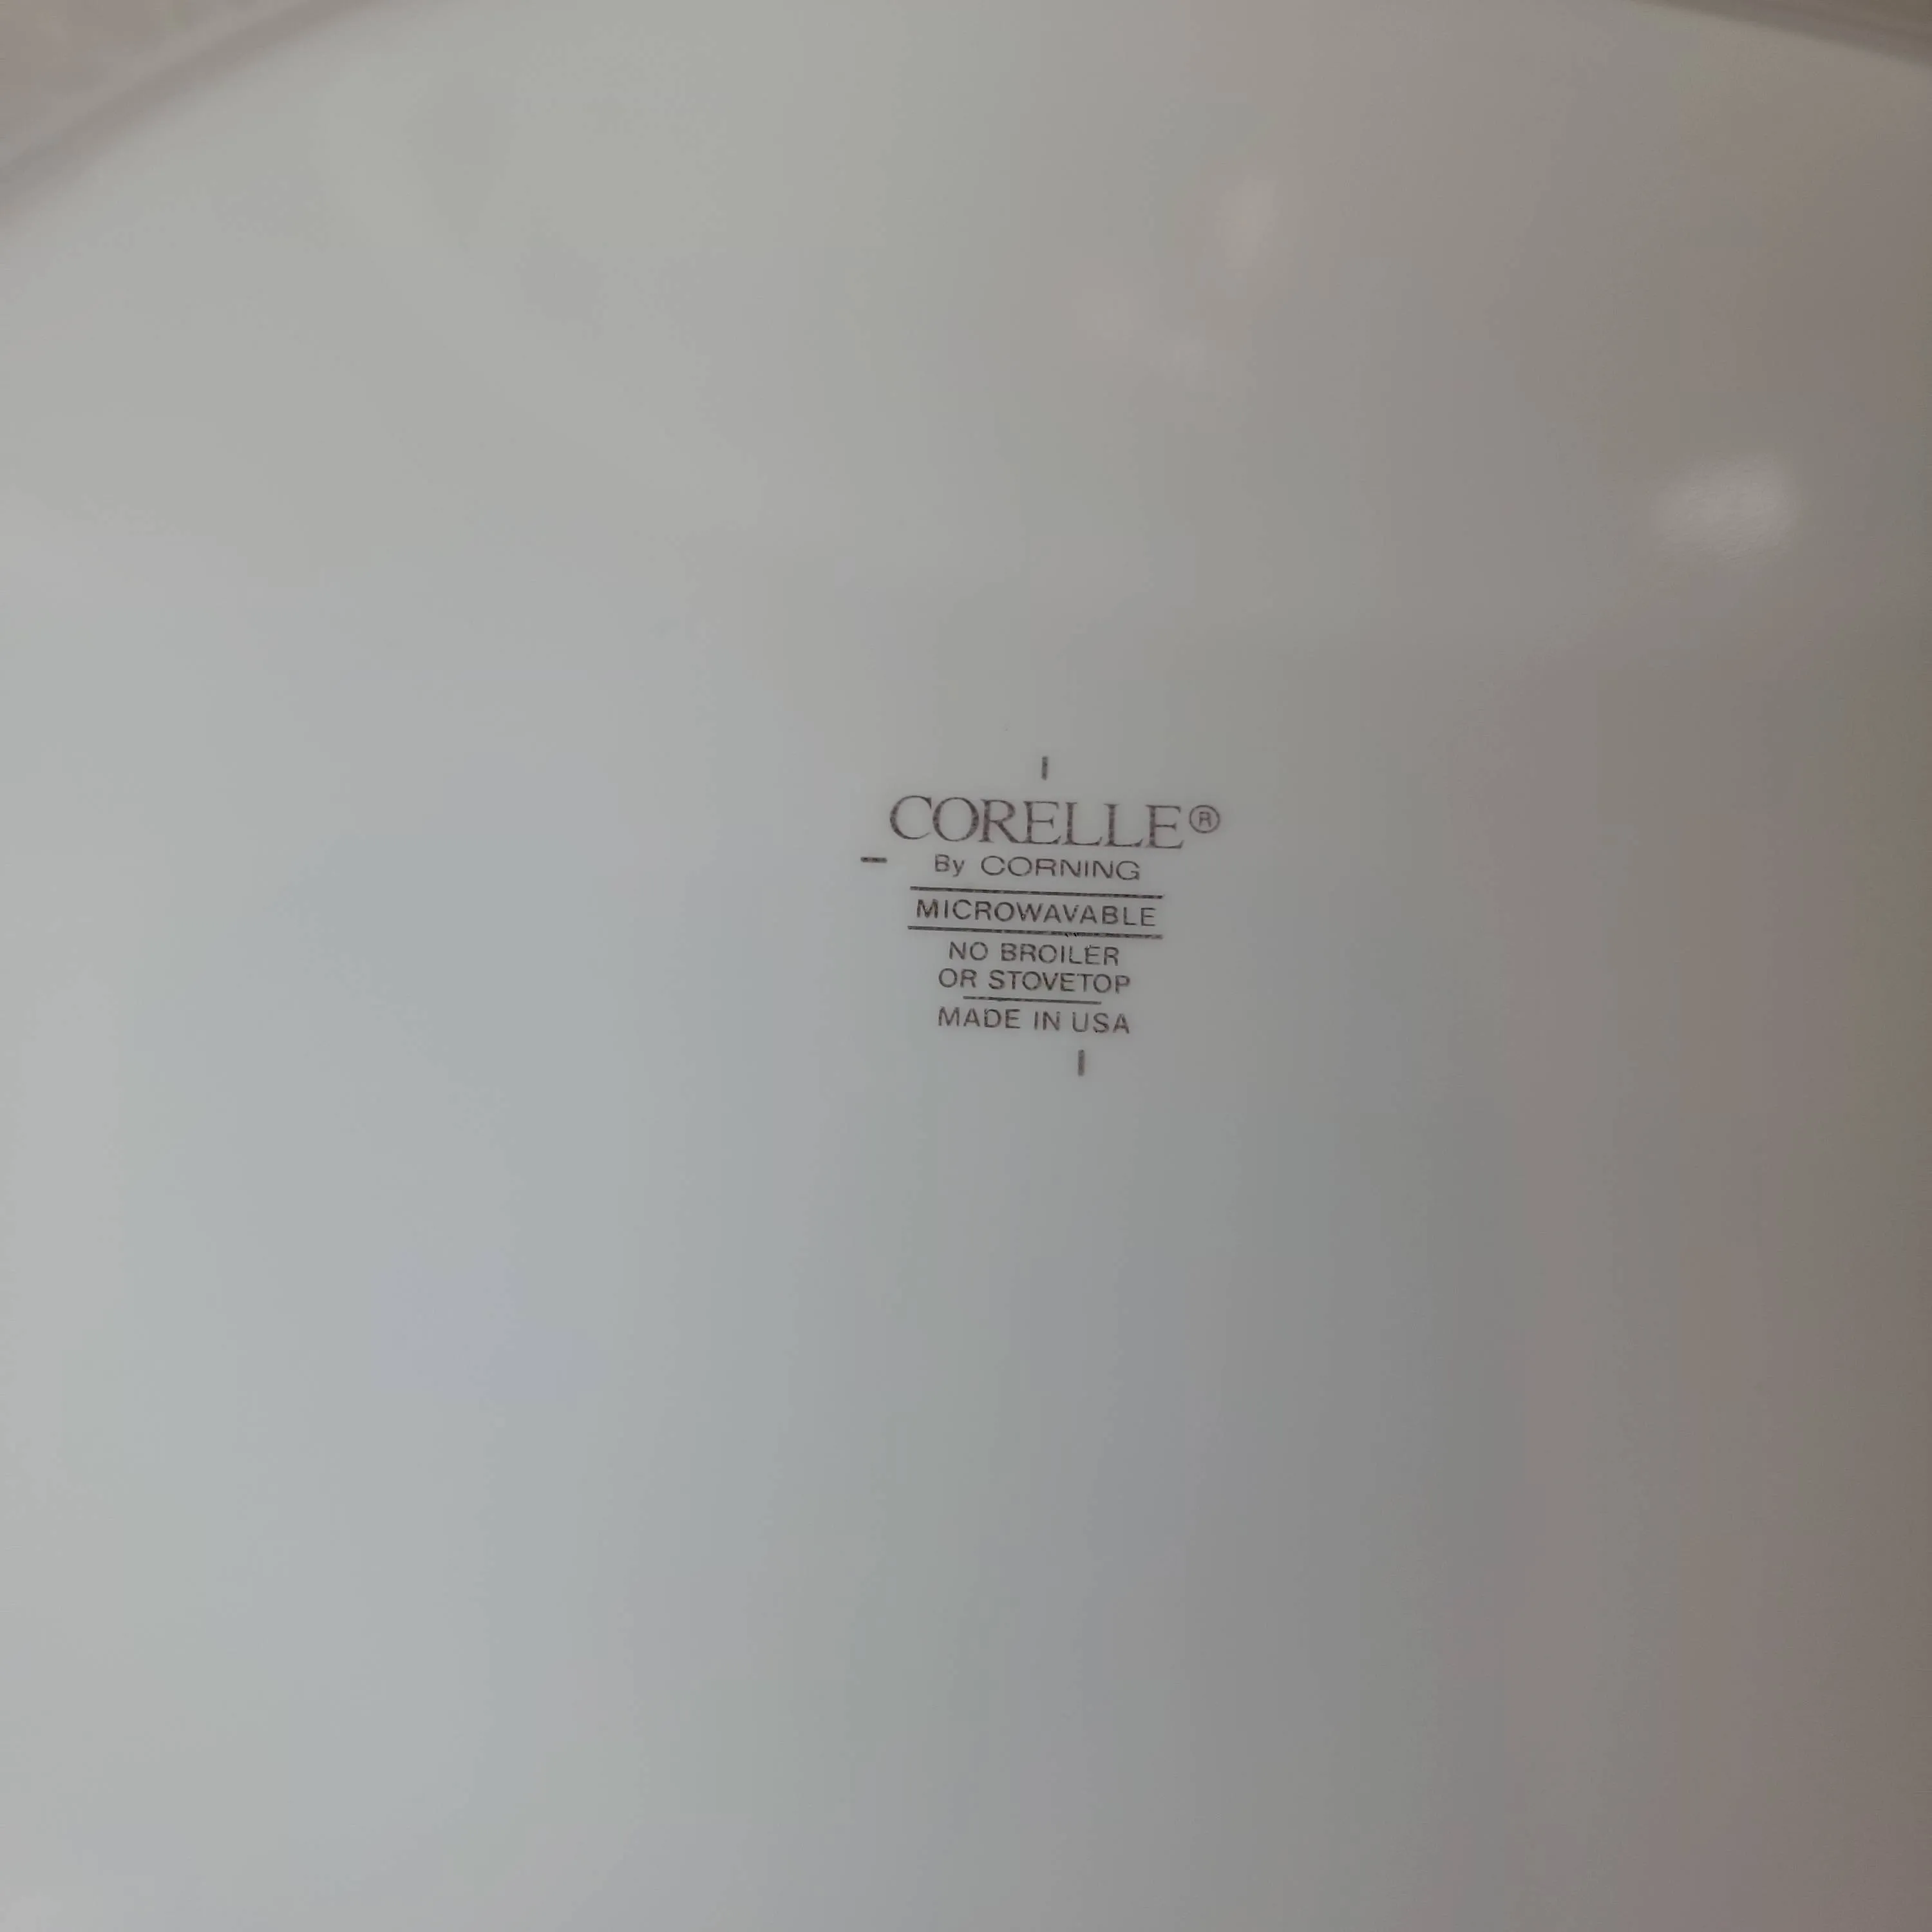 CORELLE®
By CORNING
MICROWAVABLE
NO BROILER
OR STOVETOP
MADE IN USA